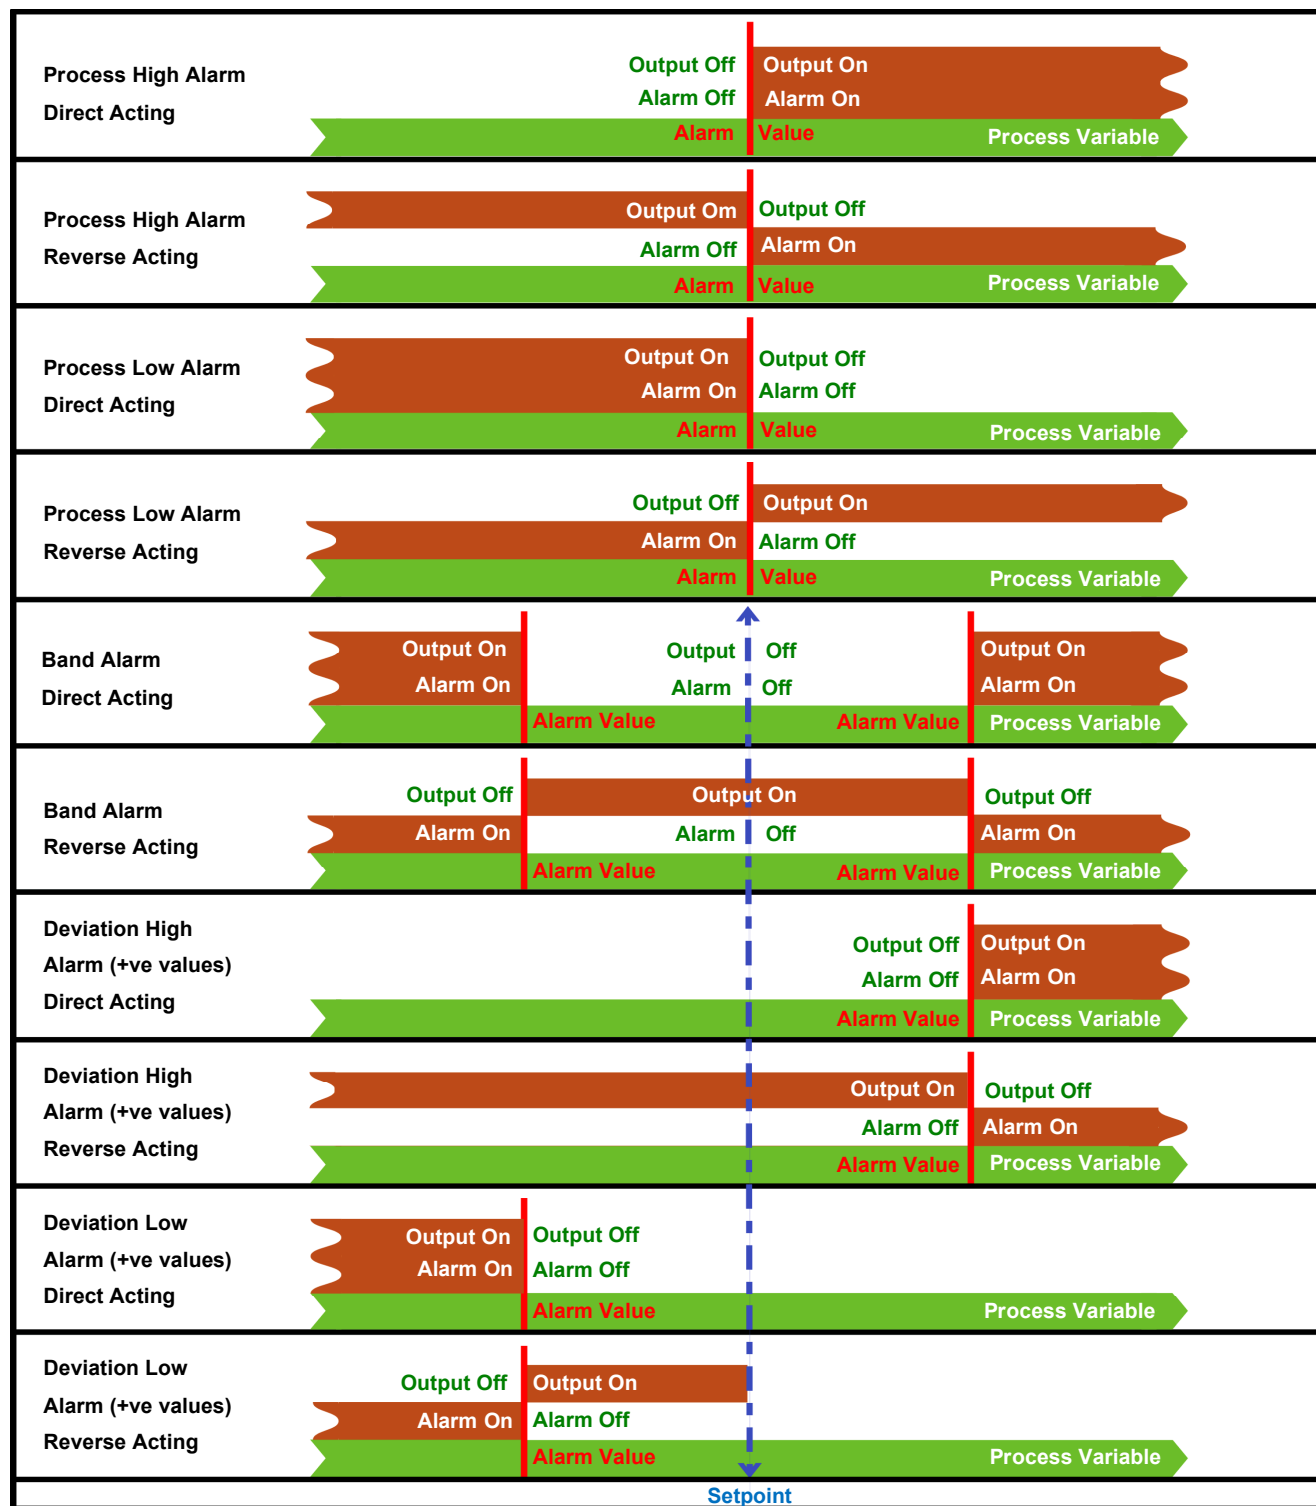 Process High Alarm
Direct Acting
Output Off
Output On
Alarm Off
Alarm On
Alarm Value
Process Variable
Process High Alarm
Reverse Acting
Output Om
Output Off
Alarm Off
Alarm On
Alarm Value
Process Variable
Process Low Alarm
Direct Acting
Output On
Output Off
Alarm On
Alarm Off
Alarm Value
Process Variable
Process Low Alarm
Reverse Acting
Output Off
Output On
Alarm On
Alarm Off
Alarm Value
Process Variable
Band Alarm
Direct Acting
Output On
Output Off
Output On
Alarm On
Alarm Off
Alarm On
Alarm Value
Alarm Value
Process Variable
Band Alarm
Reverse Acting
Output Off
Output On
Output Off
Alarm On
Alarm Off
Alarm On
Alarm Value
Alarm Value
Process Variable
Deviation High
Alarm (+ve values)
Direct Acting
Output Off
Output On
Alarm Off
Alarm On
Alarm Value
Process Variable
Deviation High
Alarm (+ve values)
Reverse Acting
Output On
Output Off
Alarm Off
Alarm On
Alarm Value
Process Variable
Deviation Low
Alarm (+ve values)
Direct Acting
Output On
Output Off
Alarm On
Alarm Off
Alarm Value
Process Variable
Deviation Low
Alarm (+ve values)
Reverse Acting
Output Off
Output On
Alarm On
Alarm Off
Alarm Value
Process Variable
Setpoint